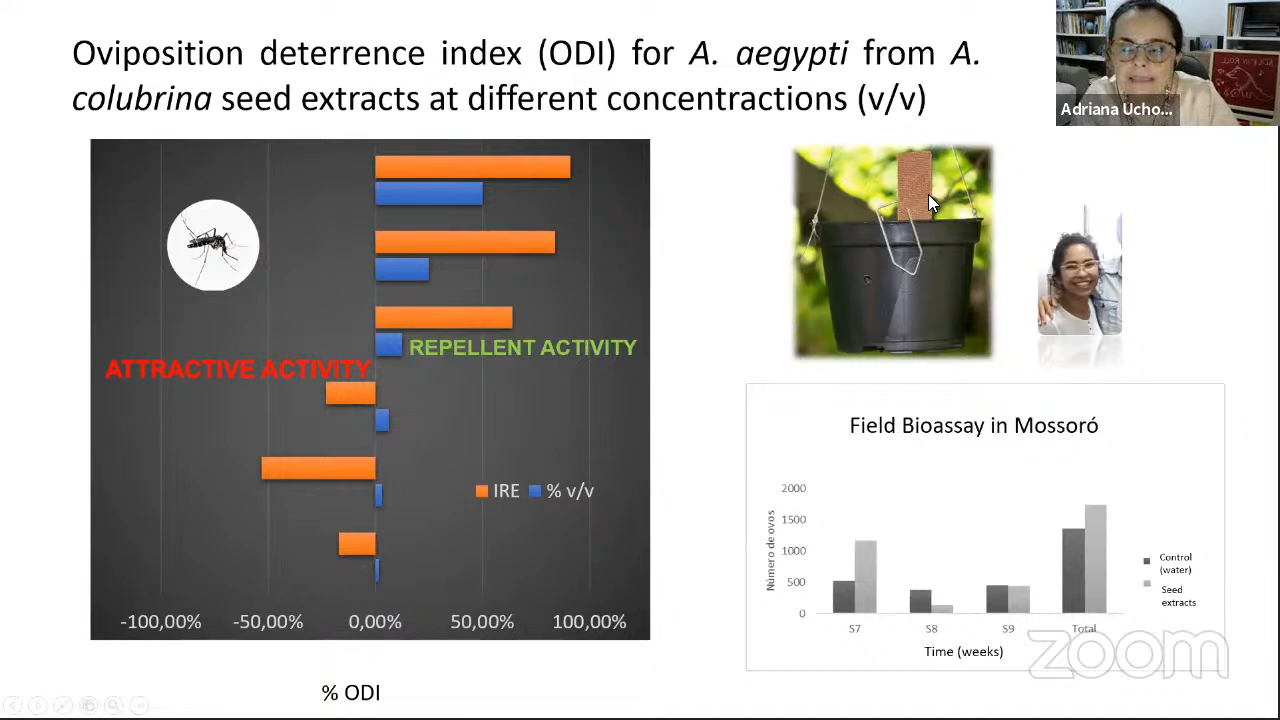 Oviposition deterrence index (ODI) for A. aegypti from A.
colubrina seed extracts at different concentractions (v/v)
Adriana Ucho...
ATTRACTIVE ACTIVITY
REPELLENT ACTIVITY
IRE % v/v
-100,00% -50,00% 0,00% 50,00% 100,00%
% ODI
Field Bioassay in Mossoró
Número de ovos
2000
1500
1000
500
0
S7 S8 S9 Total
Time (weeks)
Control
(water)
Seed
extracts
zoom